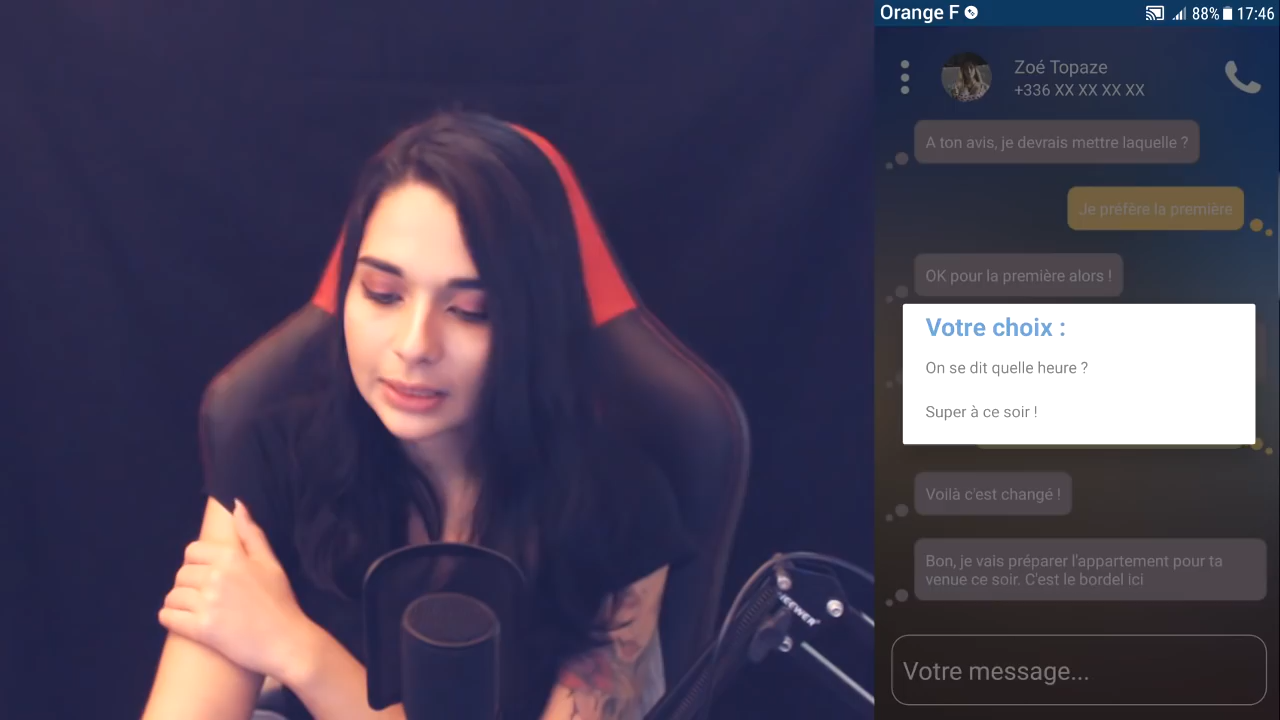 Orange F
88%
17:46
Zoé Topaze
+336 XX XX XX XX
A ton avis, je devrais mettre laquelle ?
Je préfère la première
OK pour la première alors !
Votre choix :
On se dit quelle heure ?
Super à ce soir !
Voilà c'est changé !
Bon, je vais préparer l'appartement pour ta
venue ce soir. C'est le bordel ici
Votre message...
NEEWER